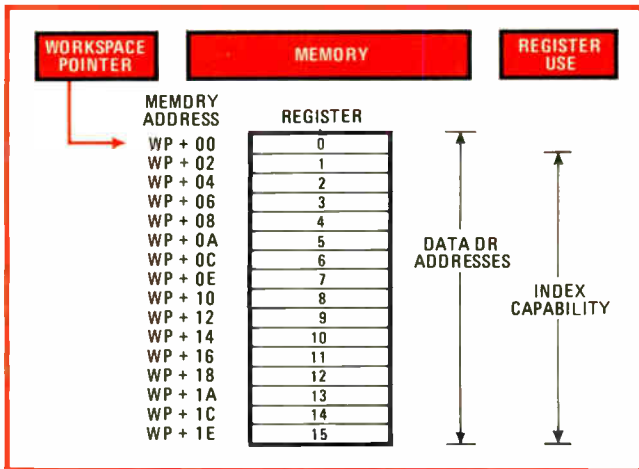 WORKSPACE POINTER
MEMORY
REGISTER USE
MEMDRY ADDRESS
REGISTER
WP + 00 0
WP + 02 1
WP + 04 2
WP + 06 3
WP + 08 4
WP + 0A 5
WP + 0C 6
WP + 0E 7
WP + 10 8
WP + 12 9
WP + 14 10
WP + 16 11
WP + 18 12
WP + 1A 13
WP + 1C 14
WP + 1E 15
DATA DR ADDRESSES
INDEX CAPABILITY